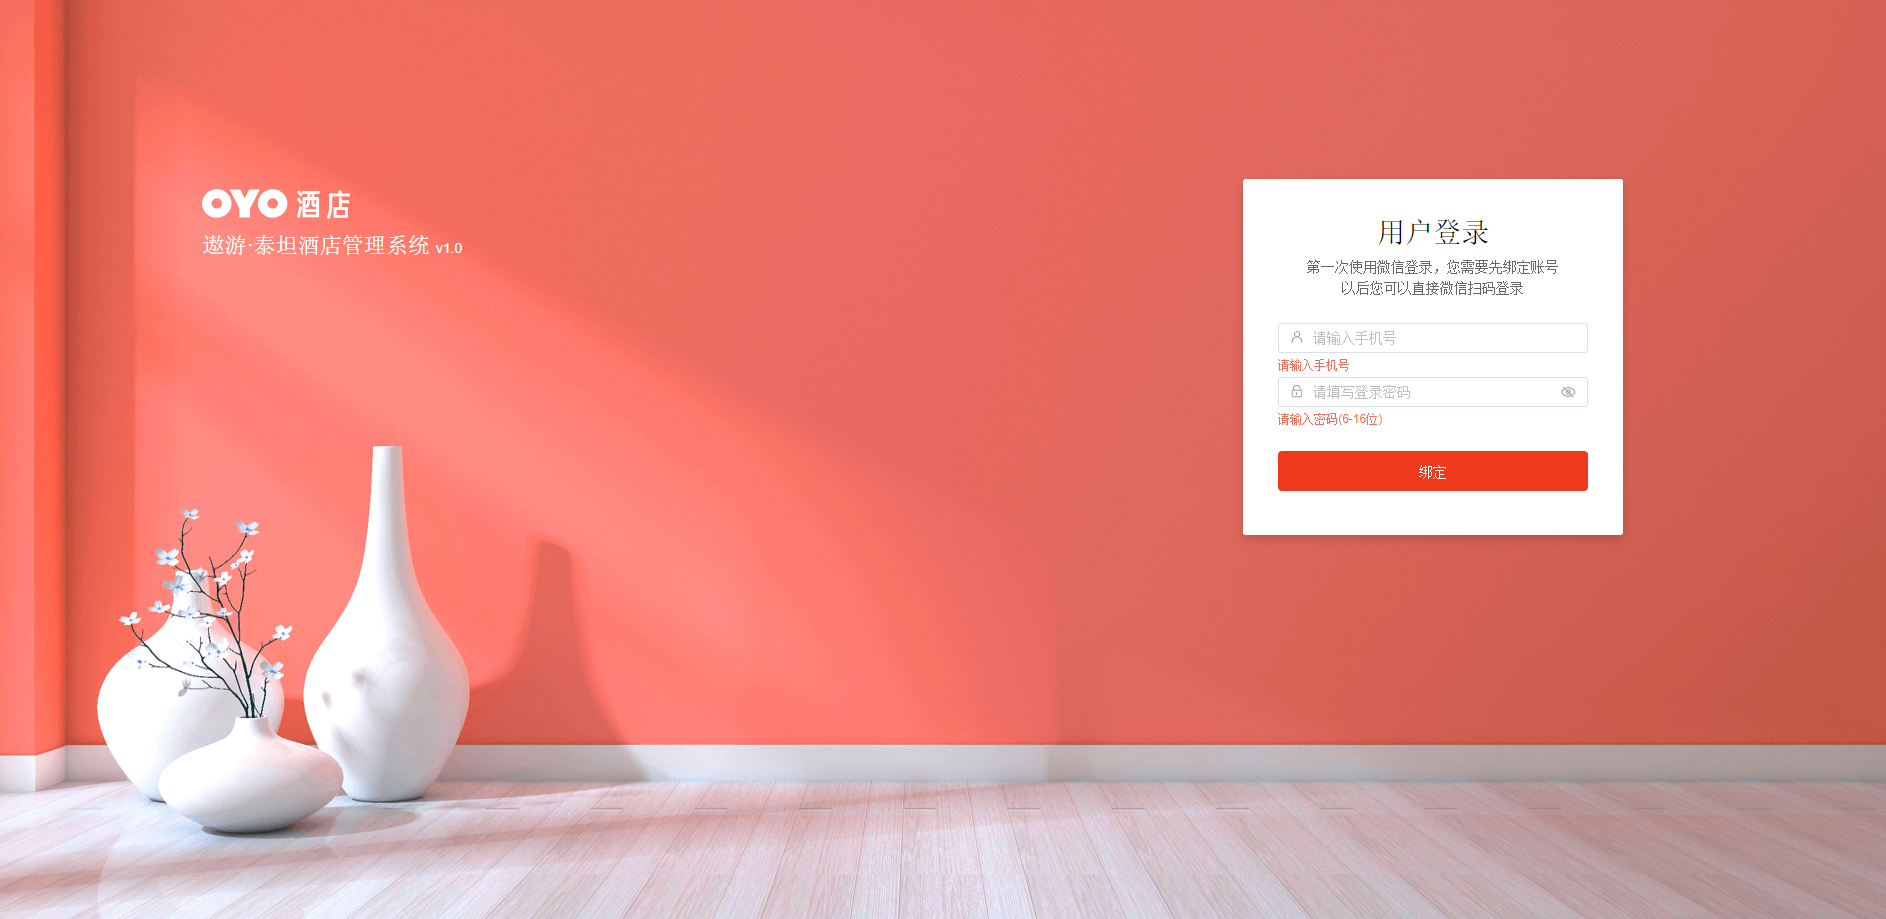 OYO 酒店
遨游·泰坦酒店管理系统 v1.0
用户登录
第一次使用微信登录，您需要先绑定账号
以后您可以直接微信扫码登录
请输入手机号
请输入手机号
请填写登录密码
请输入密码(6-16位)
绑定